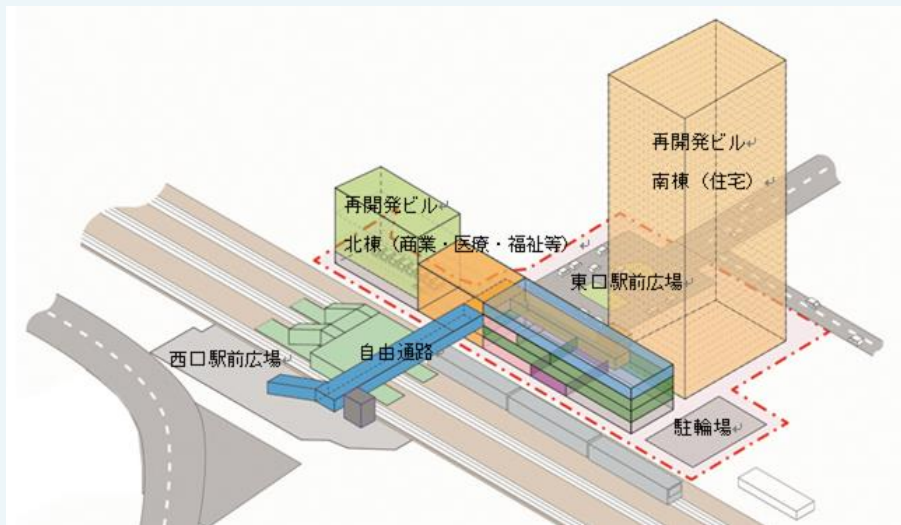 再開発ビル↵
南棟（住宅）↵
再開発ビル↵
北棟（商業・医療・福祉等）↵
東口駅前広場↵
自由通路↵
西口駅前広場↵
駐輪場↵